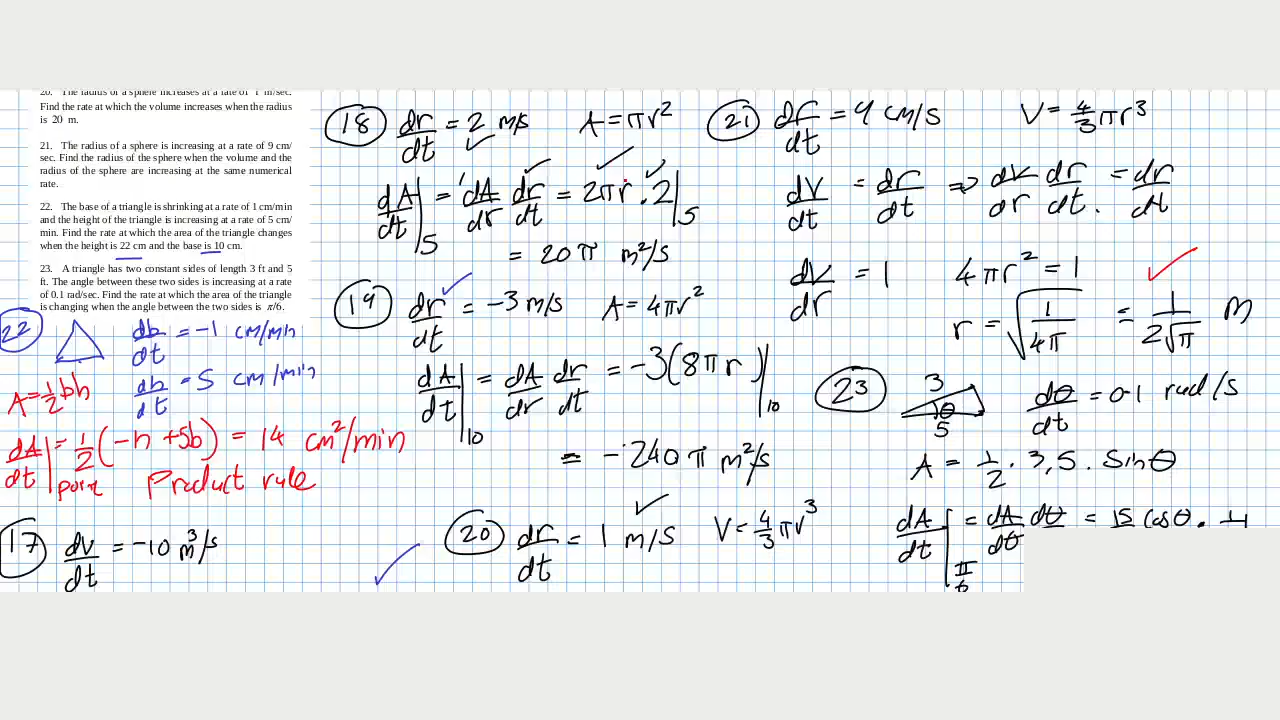 20. The radius of a sphere increases at a rate of 1 m/sec.
Find the rate at which the volume increases when the radius
is 20 m.
21. The radius of a sphere is increasing at a rate of 9 cm/
sec. Find the radius of the sphere when the volume and the
radius of the sphere are increasing at the same numerical
rate.
22. The base of a triangle is shrinking at a rate of 1 cm/min
and the height of the triangle is increasing at a rate of 5 cm/
min. Find the rate at which the area of the triangle changes
when the height is 22 cm and the base is 10 cm.
23. A triangle has two constant sides of length 3 ft and 5
ft. The angle between these two sides is increasing at a rate
of 0.1 rad/sec. Find the rate at which the area of the triangle
is changing when the angle between the two sides is π/6.
22 db/dt = -1 cm/min
dh/dt = 5 cm/min
A = 1/2 bh
dA/dt | point = 1/2 (-h + 5b) = 14 cm²/min
Product rule
17 dv/dt = -10 m³/s
18 dr/dt = 2 m/s A = πr²
dA/dt |5 = dA/dr dr/dt = 2πr . 2 |5
= 20π m²/s
19 dr/dt = -3 m/s A = 4πr²
dA/dt |10 = dA/dr dr/dt = -3(8πr) |10
= -240π m²/s
20 dr/dt = 1 m/s V = 4/3 πr³
21 dr/dt = 9 cm/s V = 4/3 πr³
dV/dt = dr/dt ⇒ dV/dr dr/dt . = dr/dt
dV/dr = 1 4πr² = 1
r = √(1/4π) = 1/2√π m
23 3 θ 5 dθ/dt = 0.1 rad/s
A = 1/2 . 3,5 . Sinθ
dA/dt |π/6 = dA/dθ dθ = 15 cosθ .